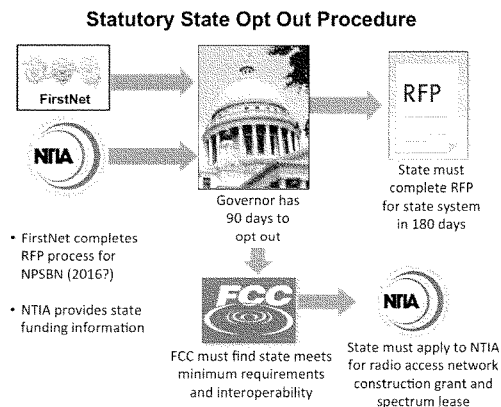 Statutory State Opt Out Procedure
FirstNet
NTIA
Governor has
90 days to
opt out
RFP
State must
complete RFP
for state system
in 180 days
• FirstNet completes
RFP process for
NPSBN (2016?)
• NTIA provides state
funding information
FCC
FCC must find state meets
minimum requirements
and interoperability
NTIA
State must apply to NTIA
for radio access network
construction grant and
spectrum lease